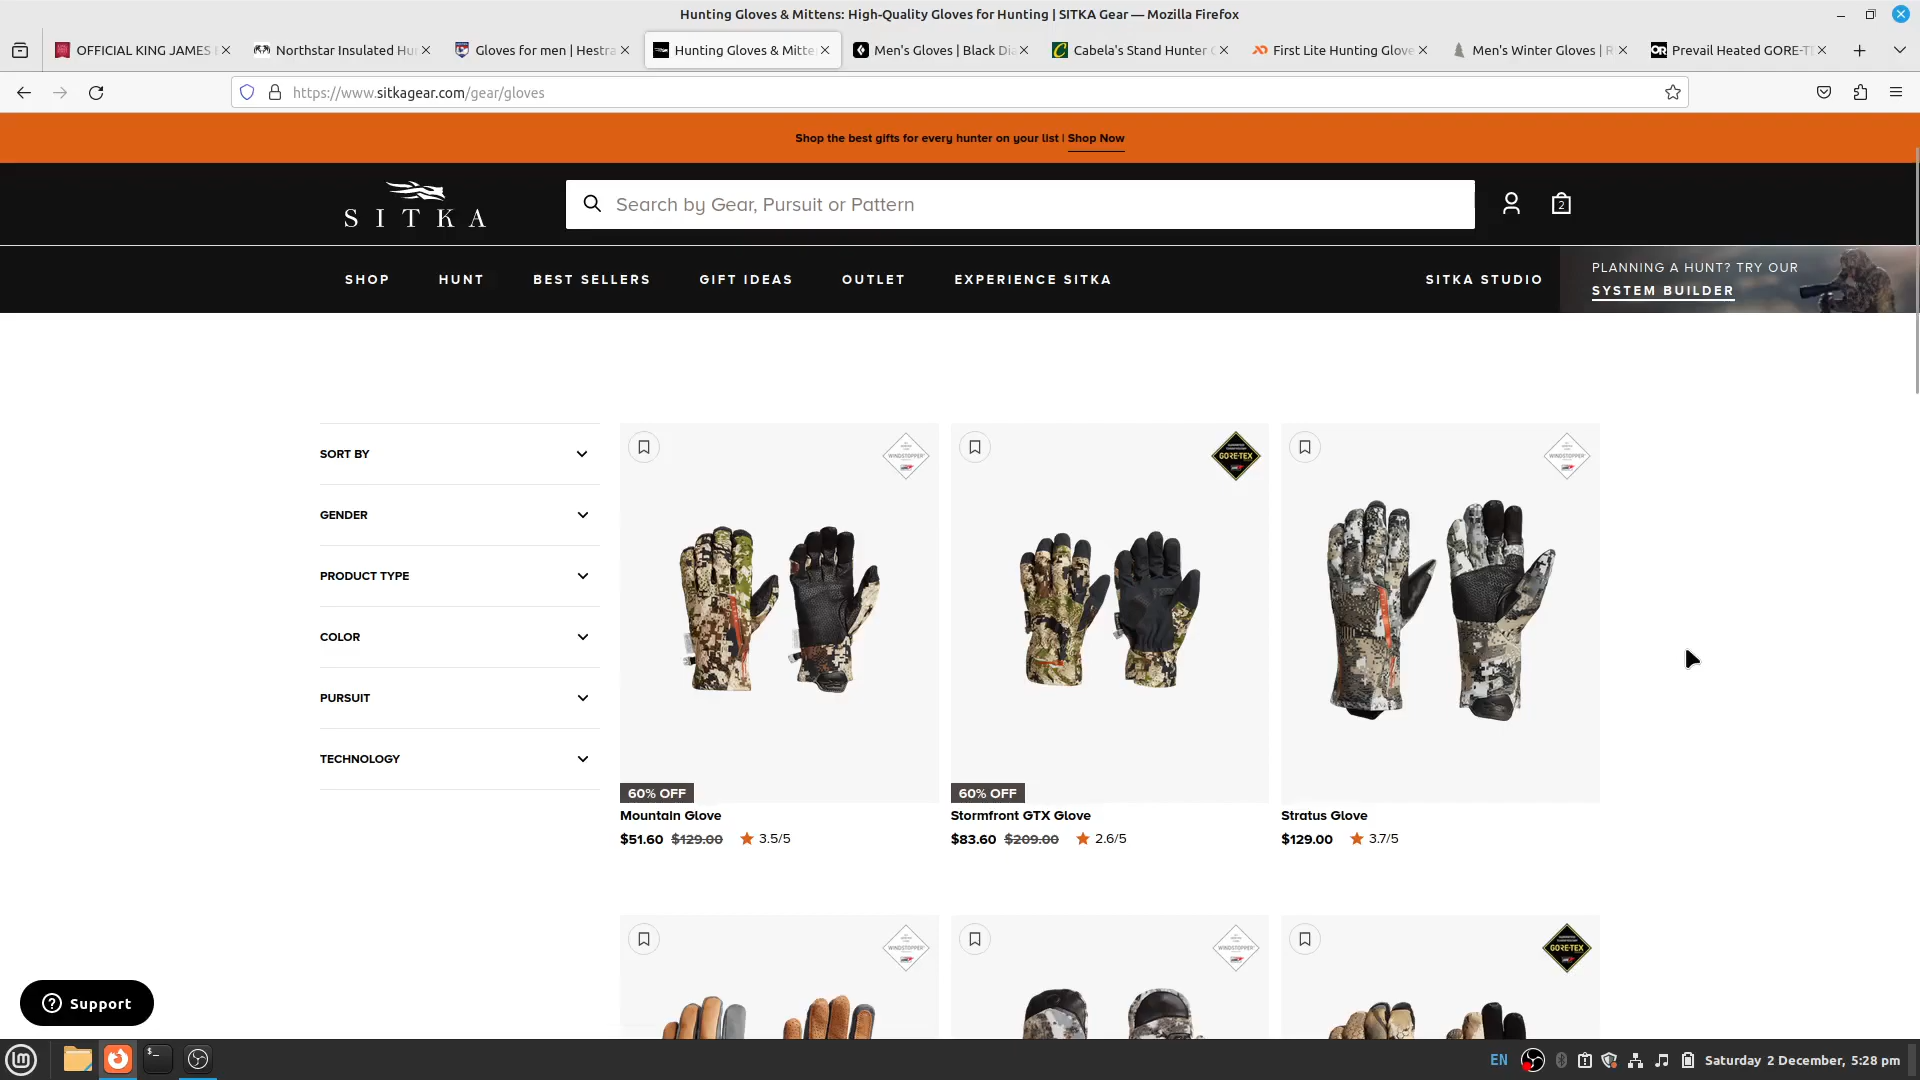 Hunting Gloves & Mittens: High-Quality Gloves for Hunting | SITKA Gear — Mozilla Firefox
OFFICIAL KING JAMES
Northstar Insulated Hu
Gloves for men | Hestra
Hunting Gloves & Mitte
Men's Gloves | Black Dia
Cabela's Stand Hunter
First Lite Hunting Glove
Men's Winter Gloves |
Prevail Heated GORE-T
https://www.sitkagear.com/gear/gloves
Shop the best gifts for every hunter on your list | Shop Now
SITKA
Search by Gear, Pursuit or Pattern
2
SHOP
HUNT
BEST SELLERS
GIFT IDEAS
OUTLET
EXPERIENCE SITKA
SITKA STUDIO
PLANNING A HUNT? TRY OUR
SYSTEM BUILDER
SORT BY
GENDER
PRODUCT TYPE
COLOR
PURSUIT
TECHNOLOGY
WINDSTOPPER
GORE-TEX
WINDSTOPPER
60% OFF
60% OFF
Mountain Glove
Stormfront GTX Glove
Stratus Glove
$51.60 $129.00 3.5/5
$83.60 $209.00 2.6/5
$129.00 3.7/5
WINDSTOPPER
WINDSTOPPER
GORE-TEX
Support
EN
Saturday 2 December, 5:28 pm